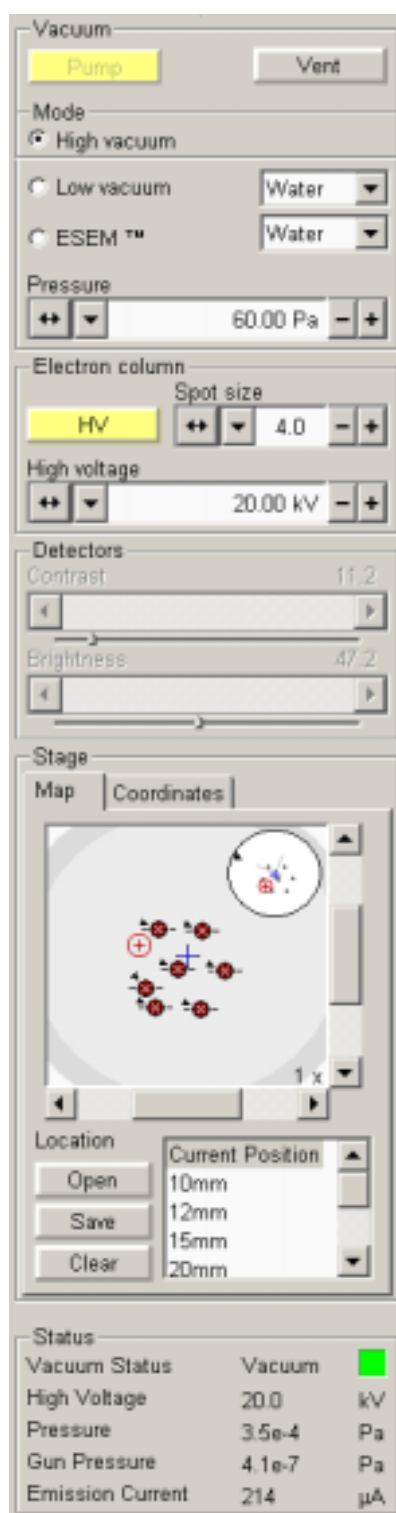 Vacuum
Pump Vent
Mode
High vacuum
Low vacuum Water
ESEM ™ Water
Pressure
60.00 Pa - +
Electron column
Spot size
HV 4.0 - +
High voltage
20.00 kV - +
Detectors
Contrast 11.2
Brightness 47.2
Stage
Map Coordinates
1 x
Location
Current Position
Open 10mm
Save 12mm
15mm
Clear 20mm
Status
Vacuum Status Vacuum
High Voltage 20.0 kV
Pressure 3.5e-4 Pa
Gun Pressure 4.1e-7 Pa
Emission Current 214 µA